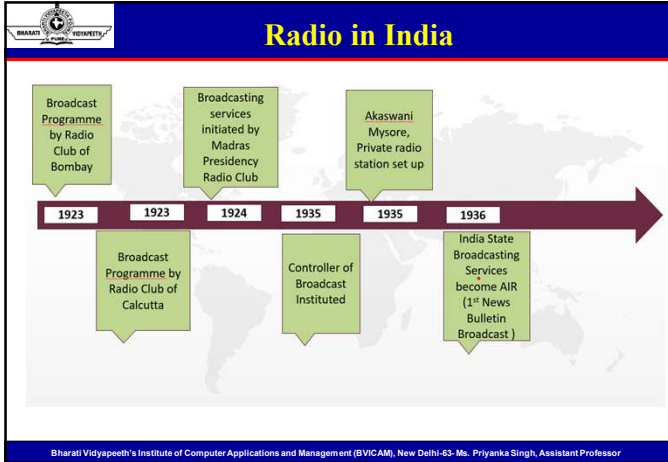 BHARATI VIDYAPEETH
PUNE
Radio in India
Broadcast
Programme
by Radio
Club of
Bombay
Broadcasting
services
initiated by
Madras
Presidency
Radio Club
Akaswani
Mysore,
Private radio
station set up
1923
1923
1924
1935
1935
1936
Broadcast
Programme by
Radio Club of
Calcutta
Controller of
Broadcast
Instituted
India State
Broadcasting
Services
become AIR
(1st News
Bulletin
Broadcast )
Bharati Vidyapeeth's Institute of Computer Applications and Management (BVICAM), New Delhi-63- Ms. Priyanka Singh, Assistant Professor